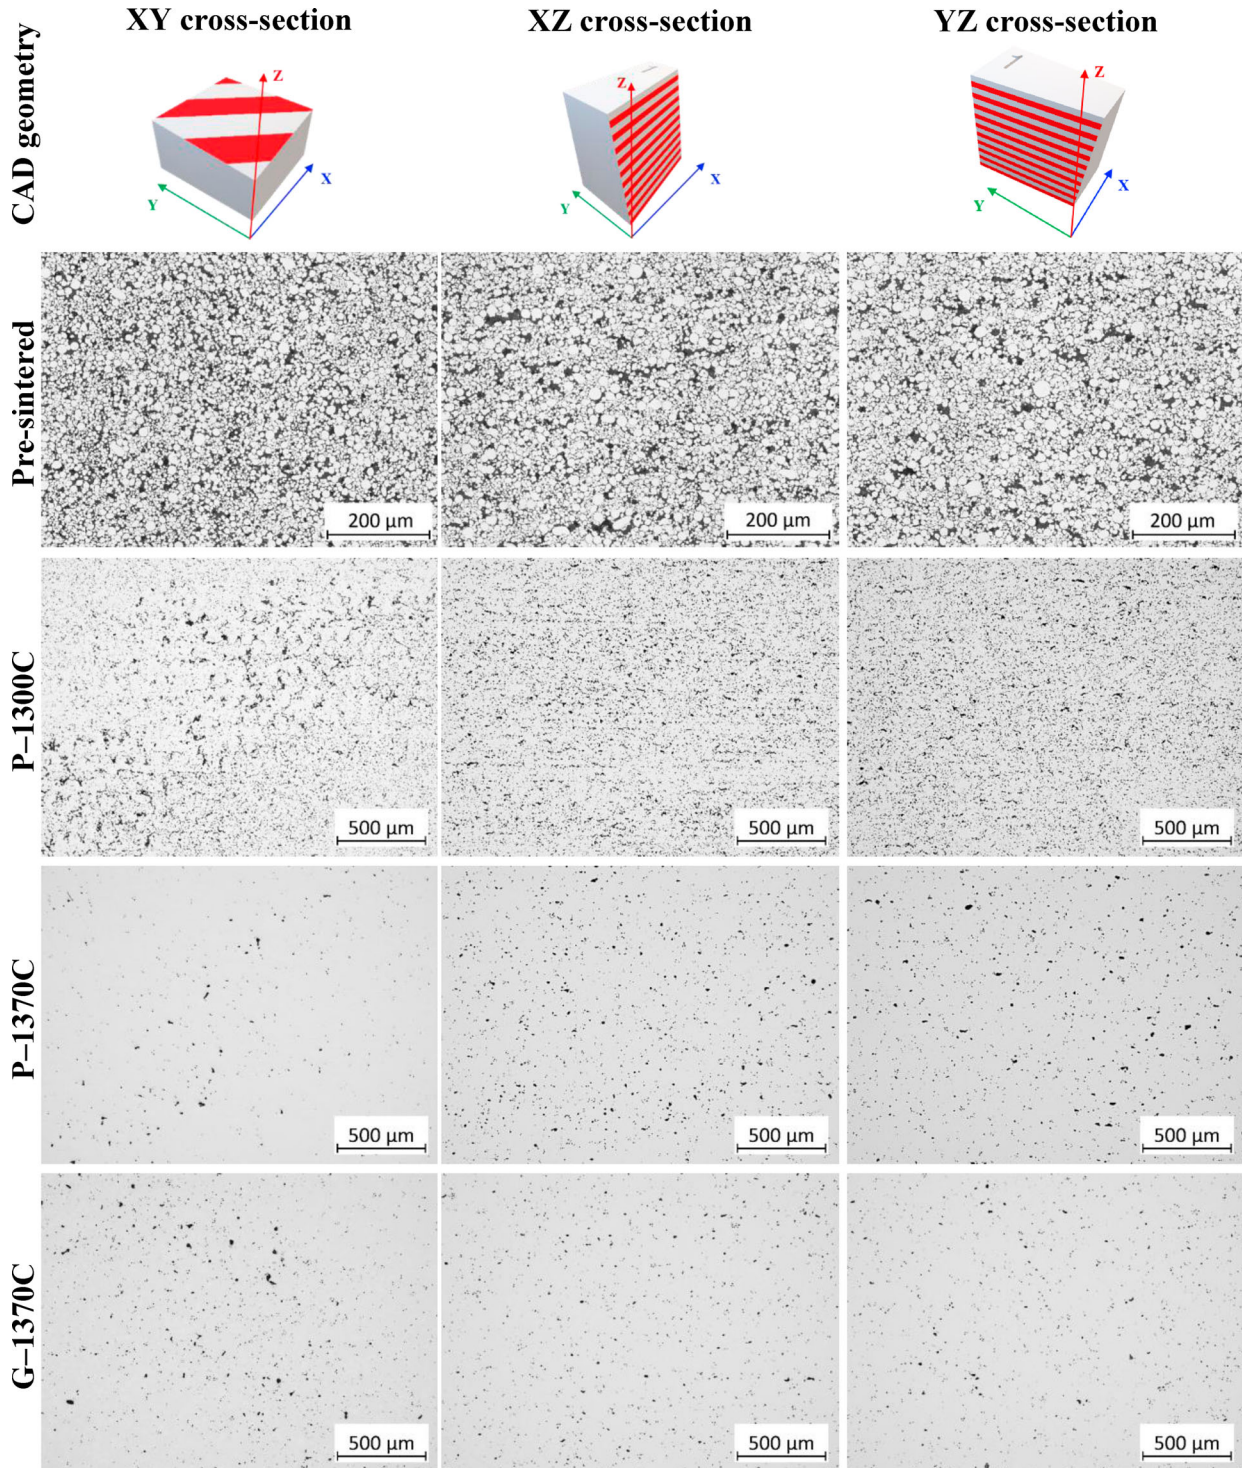 XY cross-section
XZ cross-section
YZ cross-section
CAD geometry
Z
X
Y
1
Z
X
Y
1
Z
X
Y
Pre-sintered
200 µm
200 µm
200 µm
P–1300C
500 µm
500 µm
500 µm
P–1370C
500 µm
500 µm
500 µm
G–1370C
500 µm
500 µm
500 µm